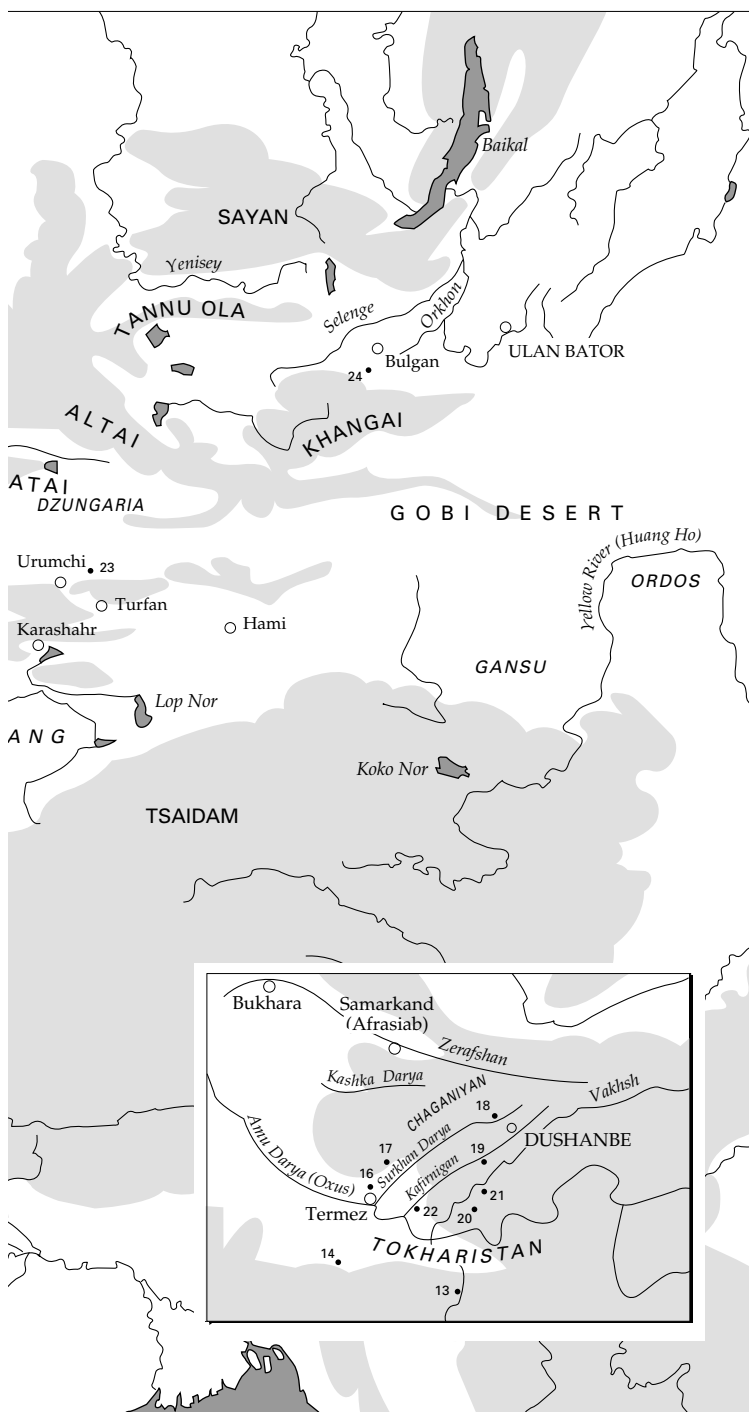 Baikal
SAYAN
Yenisey
TANNU OLA
Selenge
Orkhon
ULAN BATOR
Bulgan
24
ALTAI
KHANGAI
ATAI
DZUNGARIA
GOBI DESERT
Yellow River (Huang Ho)
Urumchi
23
ORDOS
Turfan
Hami
Karashahr
GANSU
Lop Nor
ANG
Koko Nor
TSAIDAM
Bukhara
Samarkand
(Afrasiab)
Zerafshan
Kashka Darya
Vakhsh
CHAGANIYAN
18
DUSHANBE
Amu Darya (Oxus)
17
Surkhan Darya
19
16
Kafirnigan
21
Termez
22
20
TOKHARISTAN
14
13